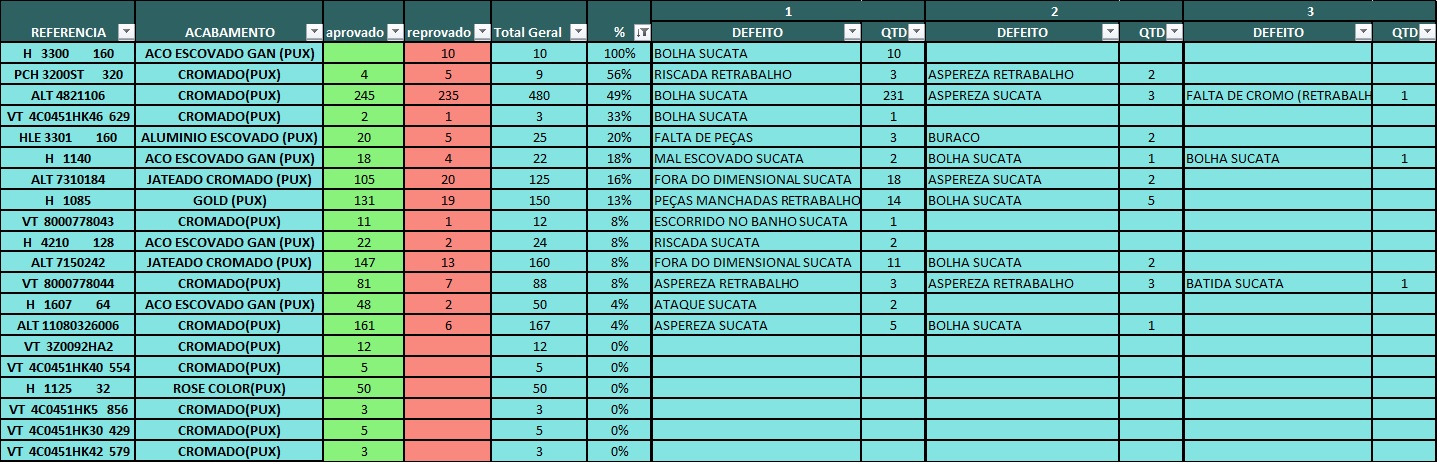 1 2 3
REFERENCIA ACABAMENTO aprovado reprovado Total Geral % DEFEITO QTD DEFEITO QTD DEFEITO QTD
H 3300 160 ACO ESCOVADO GAN (PUX) 10 10 100% BOLHA SUCATA 10
PCH 3200ST 320 CROMADO(PUX) 4 5 9 56% RISCADA RETRABALHO 3 ASPEREZA RETRABALHO 2
ALT 4821106 CROMADO(PUX) 245 235 480 49% BOLHA SUCATA 231 ASPEREZA SUCATA 3 FALTA DE CROMO (RETRABALH 1
VT 4C0451HK46 629 CROMADO(PUX) 2 1 3 33% BOLHA SUCATA 1
HLE 3301 160 ALUMINIO ESCOVADO (PUX) 20 5 25 20% FALTA DE PEÇAS 3 BURACO 2
H 1140 ACO ESCOVADO GAN (PUX) 18 4 22 18% MAL ESCOVADO SUCATA 2 BOLHA SUCATA 1 BOLHA SUCATA 1
ALT 7310184 JATEADO CROMADO (PUX) 105 20 125 16% FORA DO DIMENSIONAL SUCATA 18 ASPEREZA SUCATA 2
H 1085 GOLD (PUX) 131 19 150 13% PEÇAS MANCHADAS RETRABALHO 14 BOLHA SUCATA 5
VT 8000778043 CROMADO(PUX) 11 1 12 8% ESCORRIDO NO BANHO SUCATA 1
H 4210 128 ACO ESCOVADO GAN (PUX) 22 2 24 8% RISCADA SUCATA 2
ALT 7150242 JATEADO CROMADO (PUX) 147 13 160 8% FORA DO DIMENSIONAL SUCATA 11 BOLHA SUCATA 2
VT 8000778044 CROMADO(PUX) 81 7 88 8% ASPEREZA RETRABALHO 3 ASPEREZA RETRABALHO 3 BATIDA SUCATA 1
H 1607 64 ACO ESCOVADO GAN (PUX) 48 2 50 4% ATAQUE SUCATA 2
ALT 11080326006 CROMADO(PUX) 161 6 167 4% ASPEREZA SUCATA 5 BOLHA SUCATA 1
VT 3Z0092HA2 CROMADO(PUX) 12 12 0%
VT 4C0451HK40 554 CROMADO(PUX) 5 5 0%
H 1125 32 ROSE COLOR(PUX) 50 50 0%
VT 4C0451HK5 856 CROMADO(PUX) 3 3 0%
VT 4C0451HK30 429 CROMADO(PUX) 5 5 0%
VT 4C0451HK42 579 CROMADO(PUX) 3 3 0%